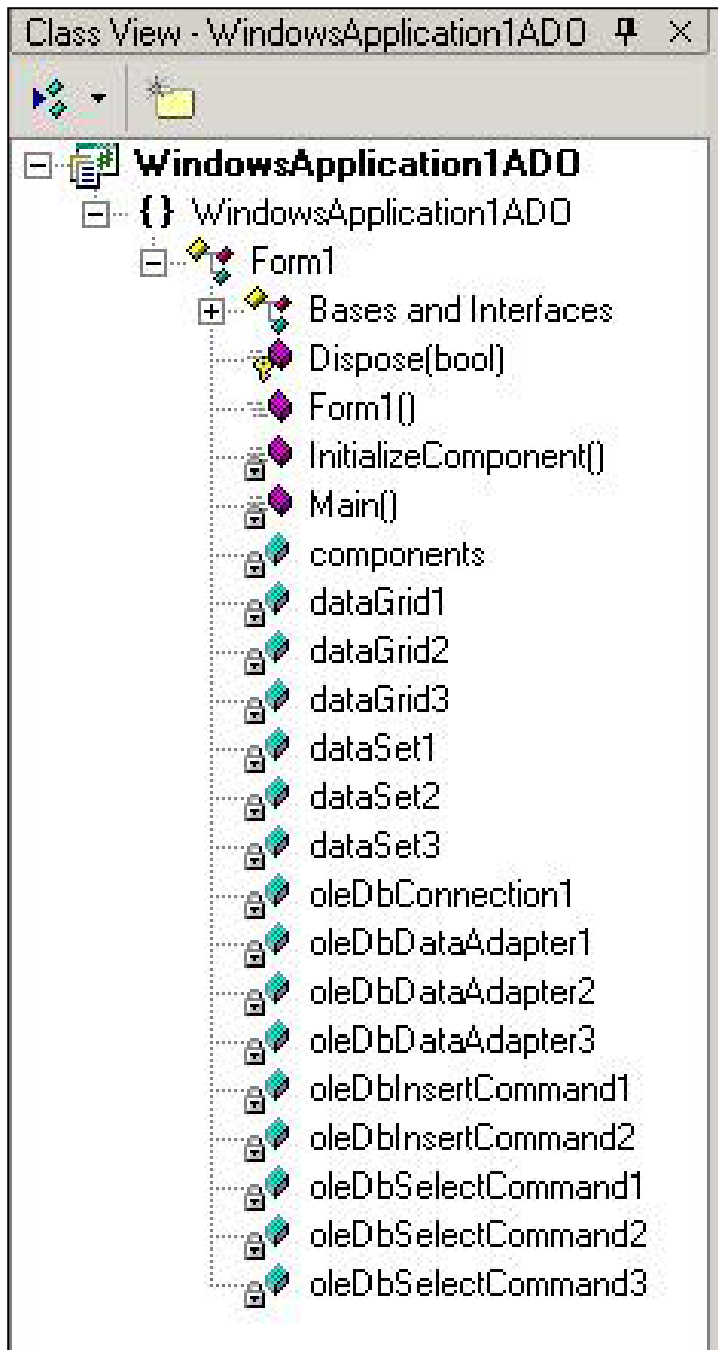 Class View - WindowsApplication1ADO
WindowsApplication1ADO
{} WindowsApplication1ADO
Form1
Bases and Interfaces
Dispose(bool)
Form1()
InitializeComponent()
Main()
components
dataGrid1
dataGrid2
dataGrid3
dataSet1
dataSet2
dataSet3
oleDbConnection1
oleDbDataAdapter1
oleDbDataAdapter2
oleDbDataAdapter3
oleDbInsertCommand1
oleDbInsertCommand2
oleDbSelectCommand1
oleDbSelectCommand2
oleDbSelectCommand3